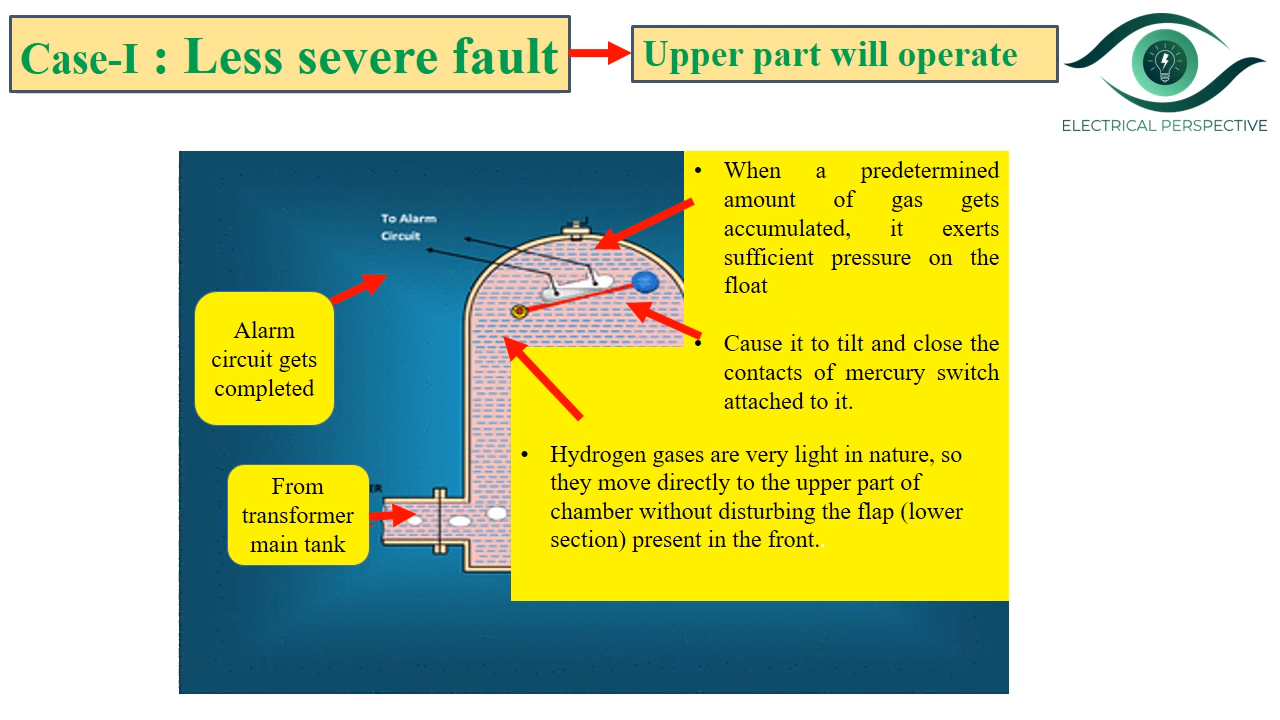 Case-I : Less severe fault
Upper part will operate
ELECTRICAL PERSPECTIVE
To Alarm
Circuit
• When a predetermined
amount of gas gets
accumulated, it exerts
sufficient pressure on the
float
• Cause it to tilt and close the
contacts of mercury switch
attached to it.
Alarm
circuit gets
completed
• Hydrogen gases are very light in nature, so
they move directly to the upper part of
chamber without disturbing the flap (lower
section) present in the front.
From
transformer
main tank
ER